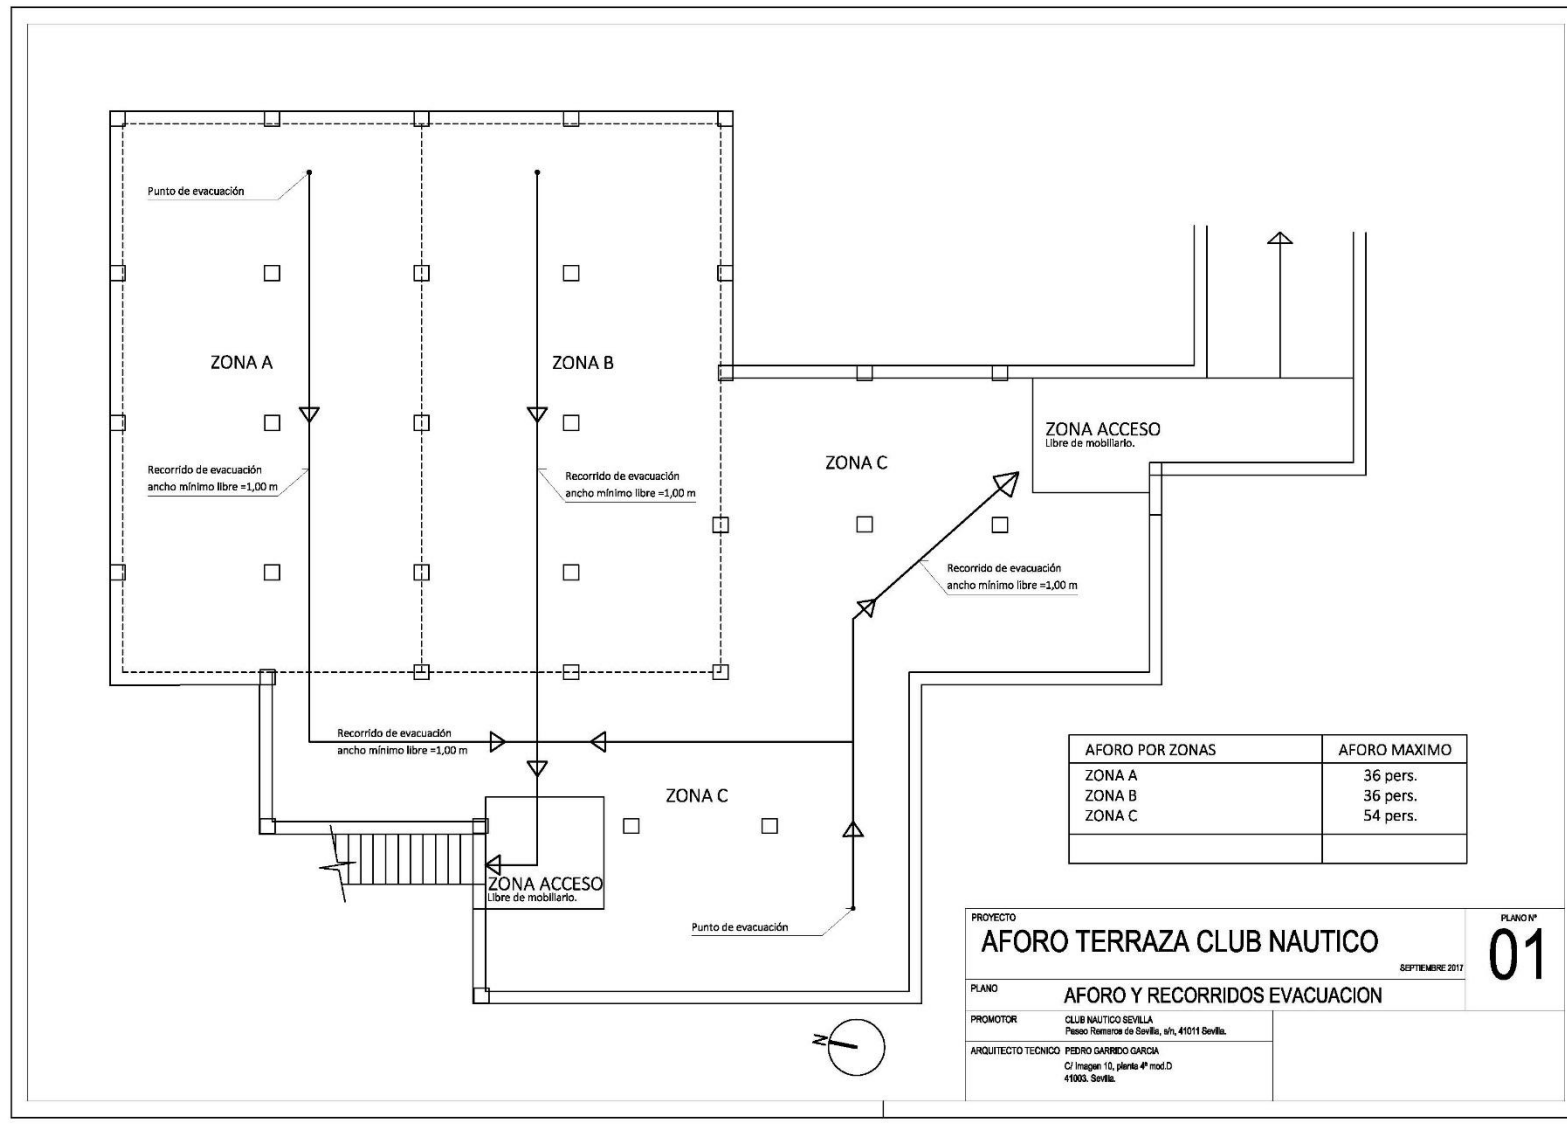 Punto de evacuación
ZONA A
ZONA B
Recorrido de evacuación
ancho mínimo libre =1,00 m
Recorrido de evacuación
ancho mínimo libre =1,00 m
ZONA C
ZONA ACCESO
Libre de mobiliario.
Recorrido de evacuación
ancho mínimo libre =1,00 m
Recorrido de evacuación
ancho mínimo libre =1,00 m
ZONA C
ZONA ACCESO
Libre de mobiliario.
Punto de evacuación
N
AFORO POR ZONAS AFORO MAXIMO
ZONA A 36 pers.
ZONA B 36 pers.
ZONA C 54 pers.
PROYECTO
AFORO TERRAZA CLUB NAUTICO
SEPTIEMBRE 2017
PLANO Nº
01
PLANO AFORO Y RECORRIDOS EVACUACION
PROMOTOR CLUB NAUTICO SEVILLA
Paseo Remeros de Sevilla, s/n, 41011 Sevilla.
ARQUITECTO TECNICO PEDRO GARRIDO GARCIA
C/ Imagen 10, planta 4ª mod.D
41003. Sevilla.